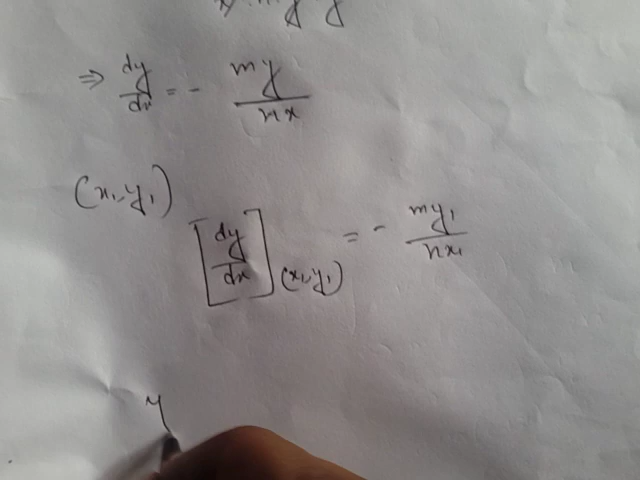 ⇒ dy/dx = - my/nx
(x₁, y₁)
[dy/dx](x₁, y₁) = - my₁/nx₁
y